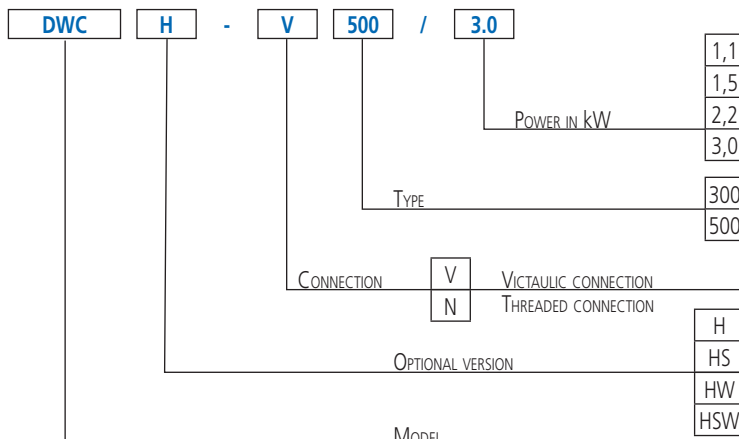 DWC H - V 500 / 3.0
1,1
1,5
POWER IN kW 2,2
3,0
TYPE 300
500
CONNECTION V VICTAULIC CONNECTION
N THREADED CONNECTION
H
OPTIONAL VERSION HS
HW
HSW
MODEL